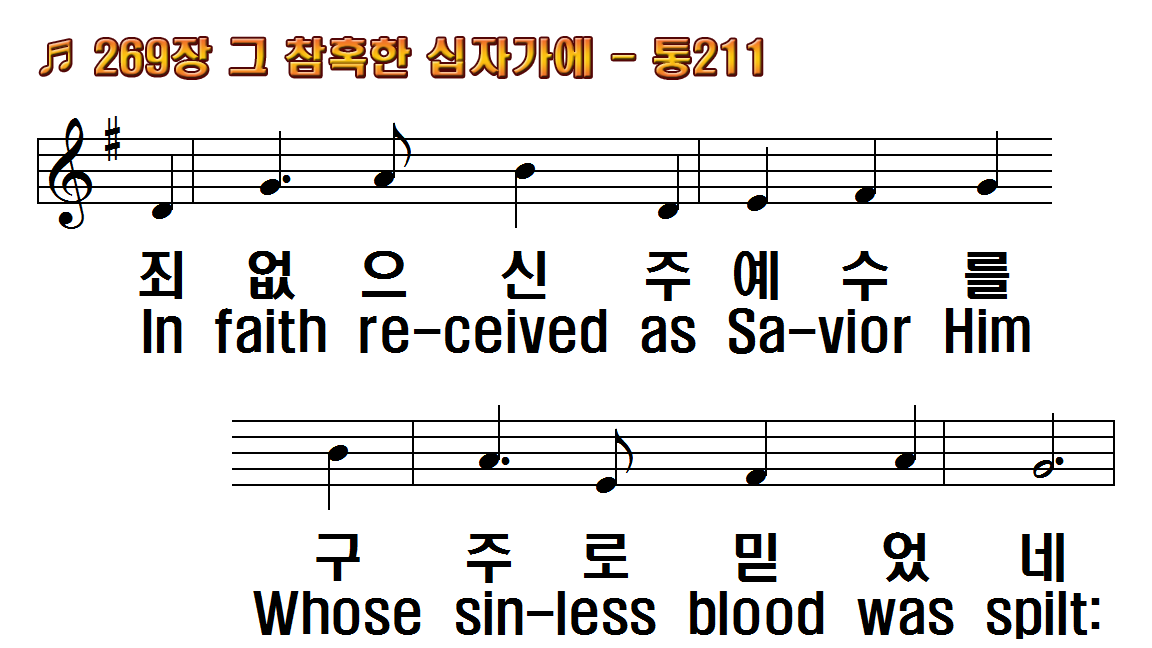 ♬ 269장 그 참혹한 십자가에 - 통211
죄 없 으 신 주 예 수 를
In faith re-ceived as Sa-vior Him
구 주 로 믿 었 네
Whose sin-less blood was spilt: